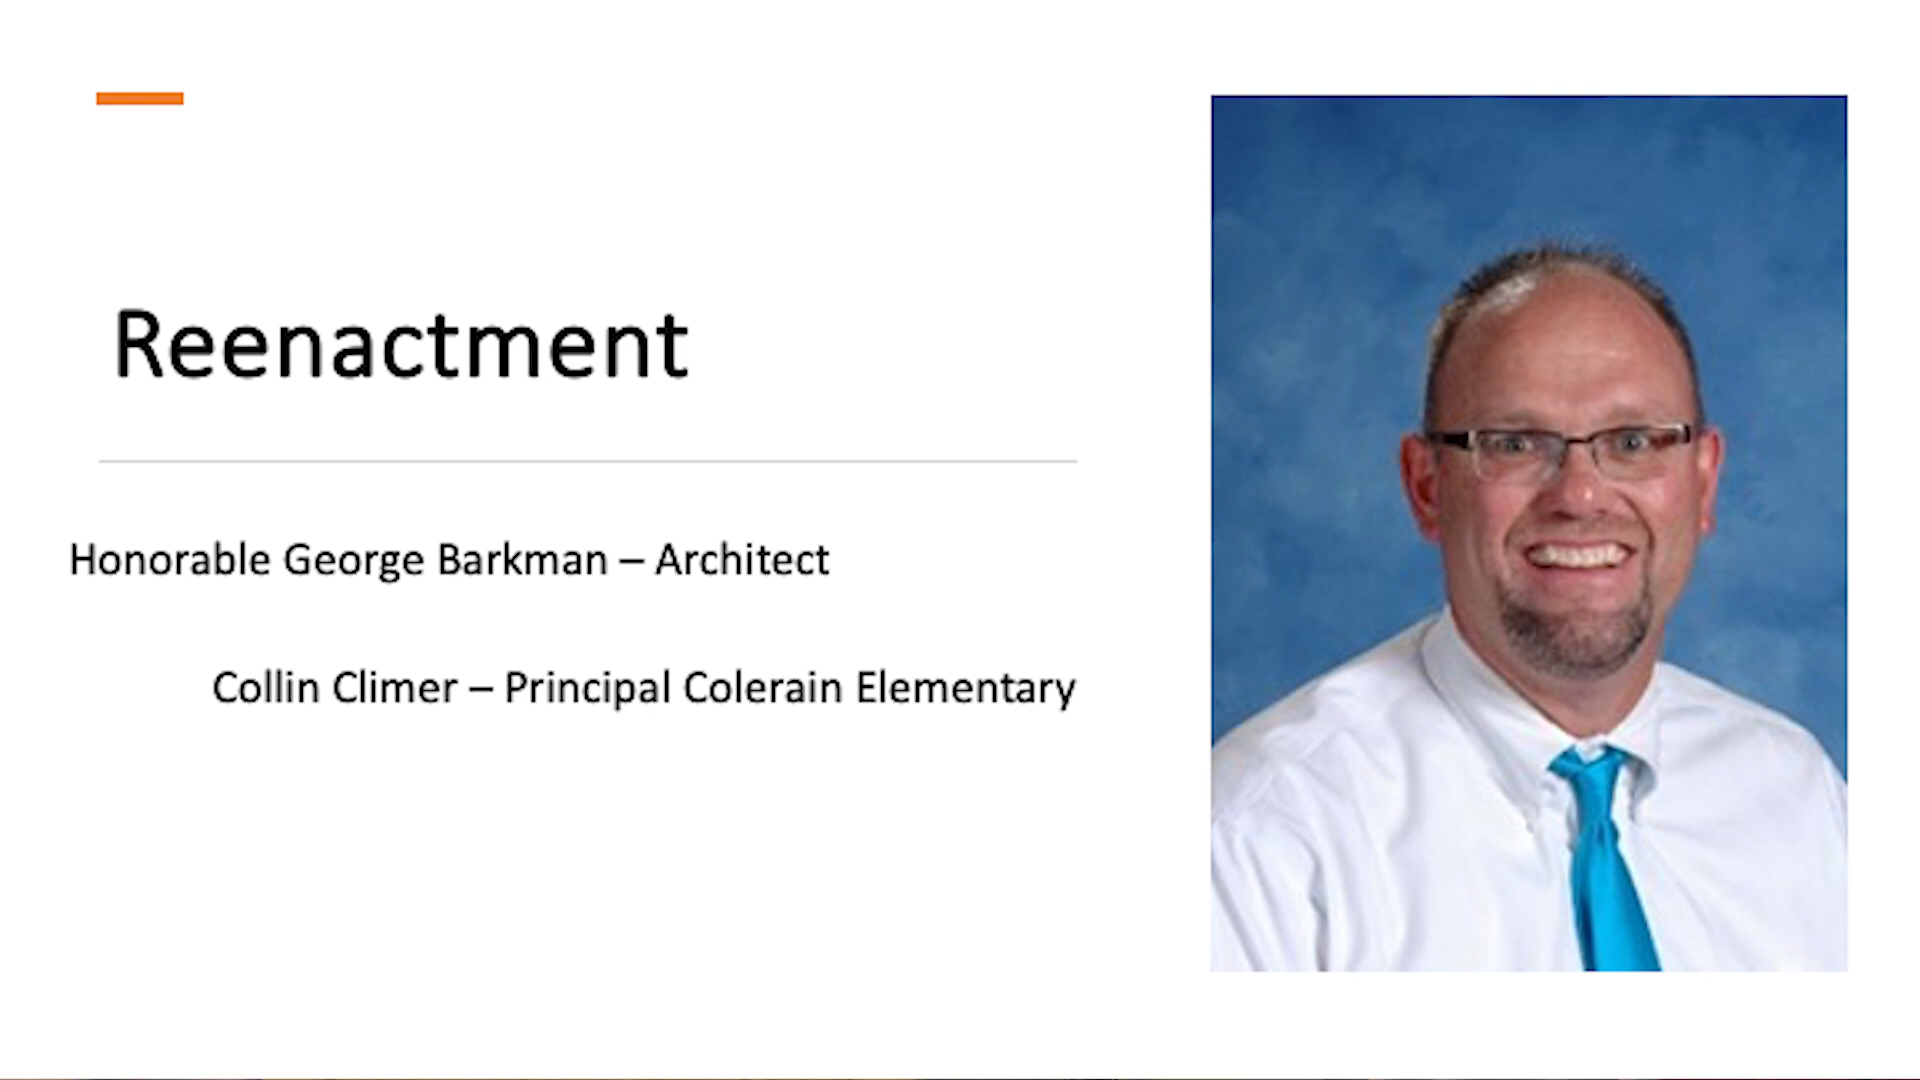 Reenactment
Honorable George Barkman – Architect
Collin Climer – Principal Colerain Elementary